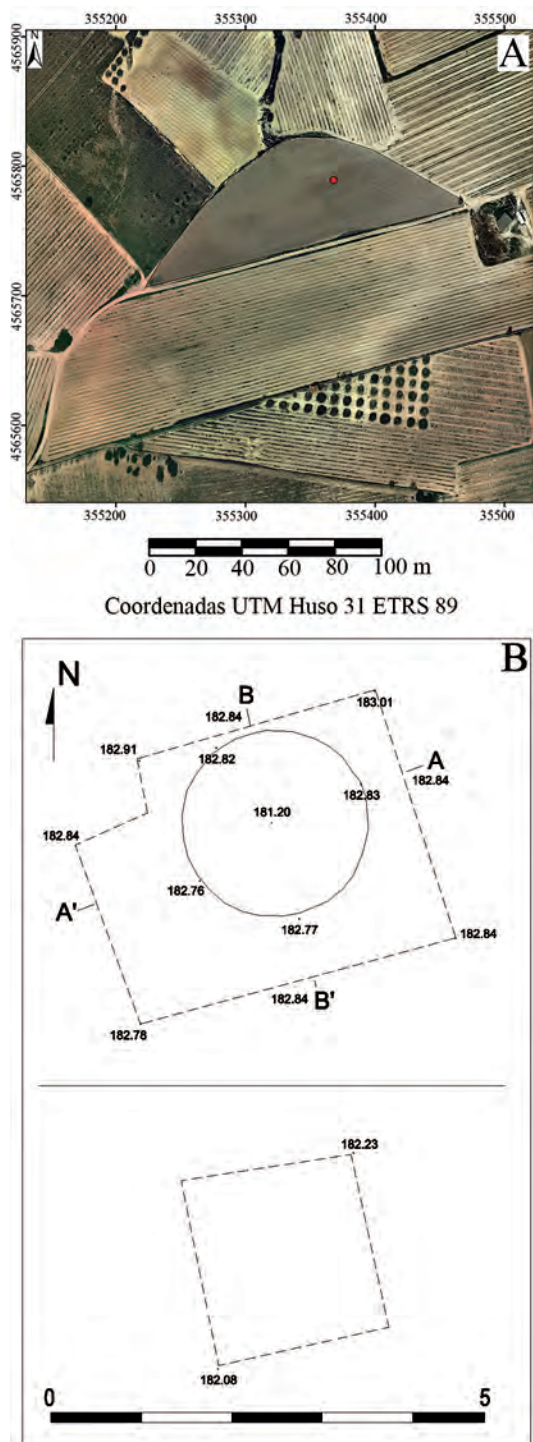 355200 355300 355400 355500
N
A
4565900
4565800
4565700
4565600
355200 355300 355400 355500
0 20 40 60 80 100 m
Coordenadas UTM Huso 31 ETRS 89
B
N
B
183.01
182.84
182.91
182.82
A
182.84
182.83
181.20
182.84
182.76
A'
182.77
182.84
182.84
B'
182.78
182.23
182.08
0 5